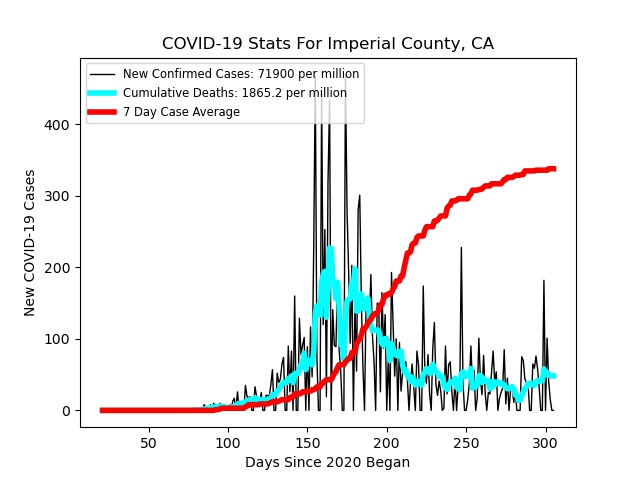 COVID-19 Stats For Imperial County, CA
New Confirmed Cases: 71900 per million
Cumulative Deaths: 1865.2 per million
7 Day Case Average
New COVID-19 Cases
400
300
200
100
0
50 100 150 200 250 300
Days Since 2020 Began